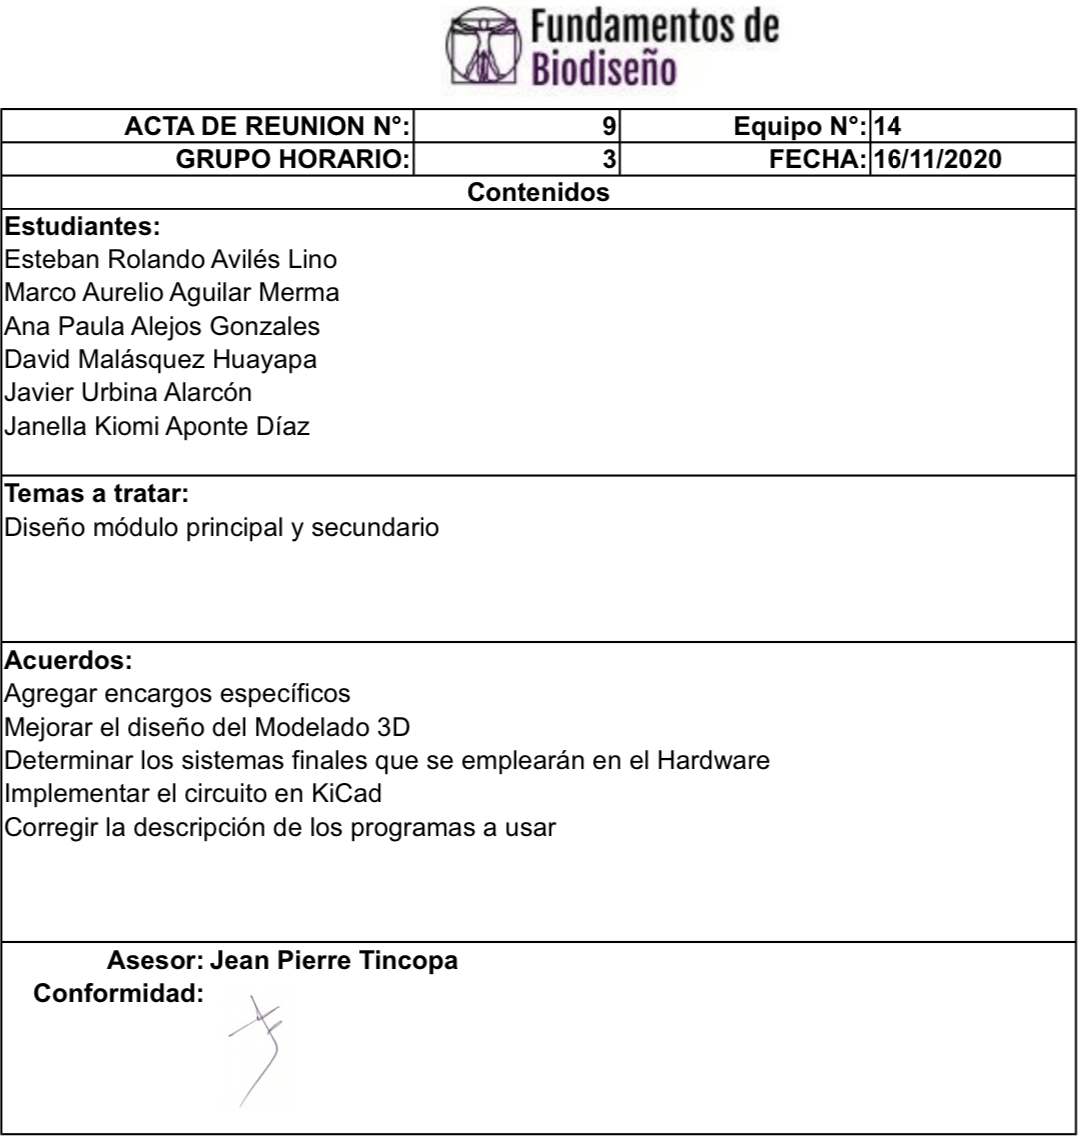 Fundamentos de
Biodiseño
ACTA DE REUNION N°: 9 Equipo N°: 14
GRUPO HORARIO: 3 FECHA: 16/11/2020
Contenidos
Estudiantes:
Esteban Rolando Avilés Lino
Marco Aurelio Aguilar Merma
Ana Paula Alejos Gonzales
David Malásquez Huayapa
Javier Urbina Alarcón
Janella Kiomi Aponte Díaz
Temas a tratar:
Diseño módulo principal y secundario
Acuerdos:
Agregar encargos específicos
Mejorar el diseño del Modelado 3D
Determinar los sistemas finales que se emplearán en el Hardware
Implementar el circuito en KiCad
Corregir la descripción de los programas a usar
Asesor: Jean Pierre Tincopa
Conformidad: